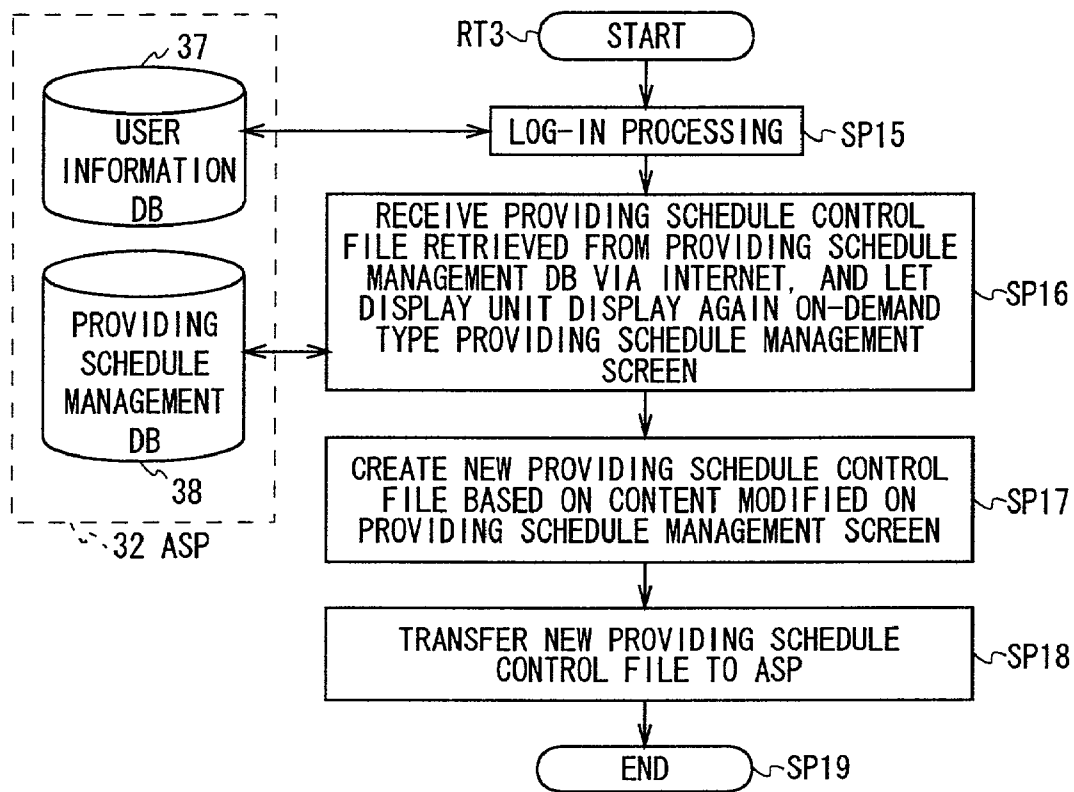 RT3
START
37
USER
INFORMATION
DB
LOG-IN PROCESSING
SP15
RECEIVE PROVIDING SCHEDULE CONTROL
FILE RETRIEVED FROM PROVIDING SCHEDULE
MANAGEMENT DB VIA INTERNET, AND LET
DISPLAY UNIT DISPLAY AGAIN ON-DEMAND
TYPE PROVIDING SCHEDULE MANAGEMENT
SCREEN
SP16
PROVIDING
SCHEDULE
MANAGEMENT
DB
38
32 ASP
CREATE NEW PROVIDING SCHEDULE CONTROL
FILE BASED ON CONTENT MODIFIED ON
PROVIDING SCHEDULE MANAGEMENT SCREEN
SP17
TRANSFER NEW PROVIDING SCHEDULE
CONTROL FILE TO ASP
SP18
END
SP19